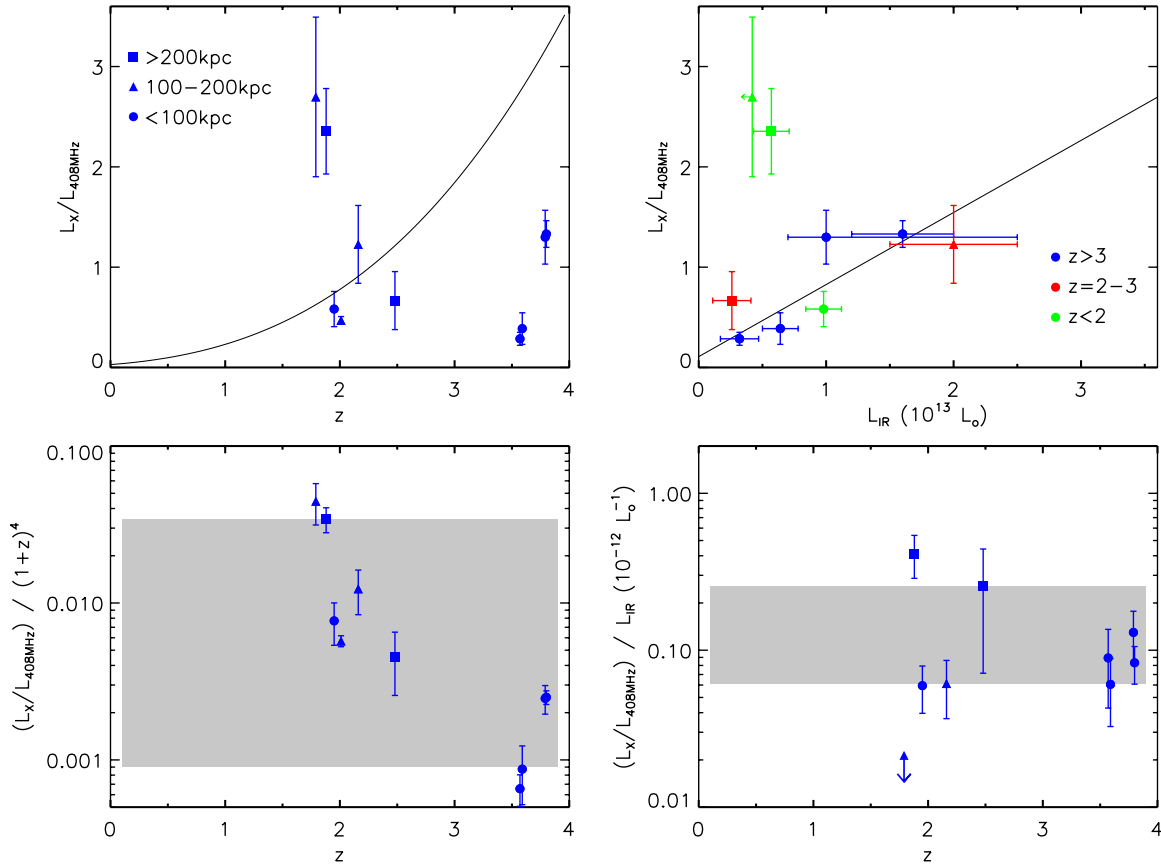 L_X/L_408MHz
3
2
1
0
>200kpc
100−200kpc
<100kpc
0 1 2 3 4
z
L_X/L_408MHz
3
2
1
0
z>3
z=2−3
z<2
0 1 2 3
L_IR (10^13 L_o)
(L_X/L_408MHz) / (1+z)^4
0.100
0.010
0.001
0 1 2 3 4
z
(L_X/L_408MHz) / L_IR (10^−12 L_o^−1)
1.00
0.10
0.01
0 1 2 3 4
z